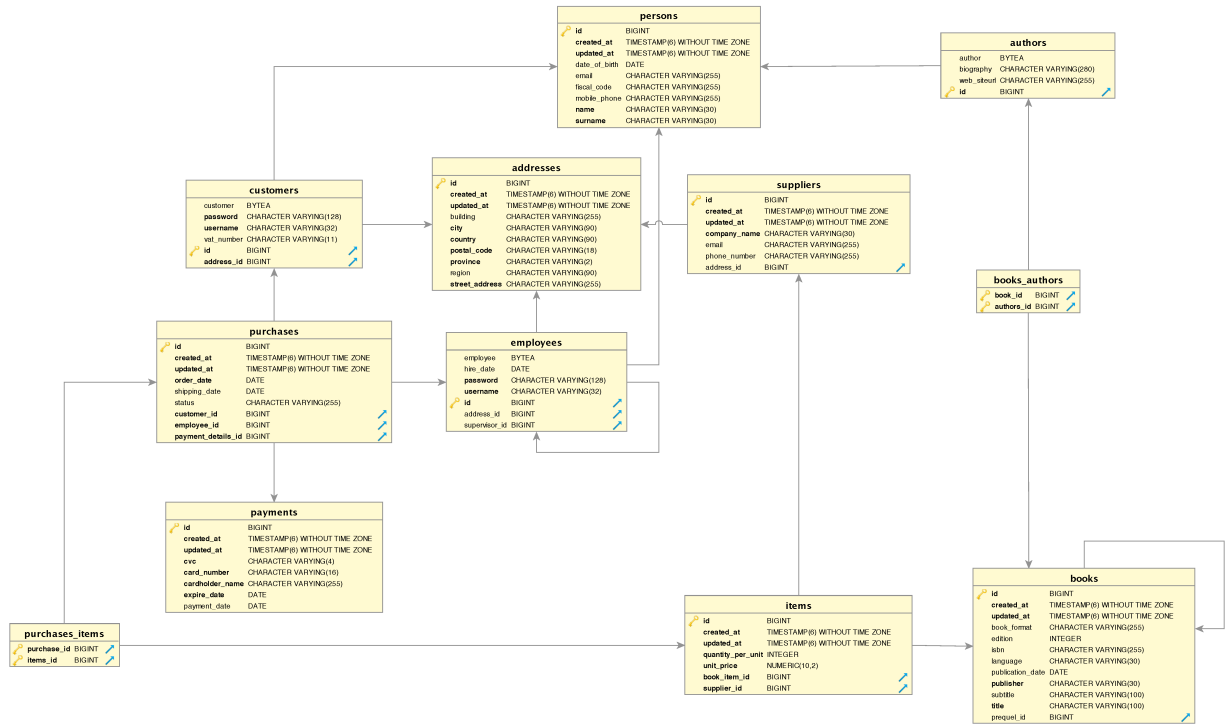 persons
id BIGINT
created_at TIMESTAMP(6) WITHOUT TIME ZONE
updated_at TIMESTAMP(6) WITHOUT TIME ZONE
date_of_birth DATE
email CHARACTER VARYING(255)
fiscal_code CHARACTER VARYING(255)
mobile_phone CHARACTER VARYING(255)
name CHARACTER VARYING(30)
surname CHARACTER VARYING(30)
authors
author BYTEA
biography CHARACTER VARYING(280)
web_siteurl CHARACTER VARYING(255)
id BIGINT
addresses
id BIGINT
created_at TIMESTAMP(6) WITHOUT TIME ZONE
updated_at TIMESTAMP(6) WITHOUT TIME ZONE
building CHARACTER VARYING(255)
city CHARACTER VARYING(90)
country CHARACTER VARYING(90)
postal_code CHARACTER VARYING(18)
province CHARACTER VARYING(2)
region CHARACTER VARYING(90)
street_address CHARACTER VARYING(255)
customers
customer BYTEA
password CHARACTER VARYING(128)
username CHARACTER VARYING(32)
vat_number CHARACTER VARYING(11)
id BIGINT
address_id BIGINT
suppliers
id BIGINT
created_at TIMESTAMP(6) WITHOUT TIME ZONE
updated_at TIMESTAMP(6) WITHOUT TIME ZONE
company_name CHARACTER VARYING(30)
email CHARACTER VARYING(255)
phone_number CHARACTER VARYING(255)
address_id BIGINT
books_authors
book_id BIGINT
authors_id BIGINT
purchases
id BIGINT
created_at TIMESTAMP(6) WITHOUT TIME ZONE
updated_at TIMESTAMP(6) WITHOUT TIME ZONE
order_date DATE
shipping_date DATE
status CHARACTER VARYING(255)
customer_id BIGINT
employee_id BIGINT
payment_details_id BIGINT
employees
employee BYTEA
hire_date DATE
password CHARACTER VARYING(128)
username CHARACTER VARYING(32)
id BIGINT
address_id BIGINT
supervisor_id BIGINT
payments
id BIGINT
created_at TIMESTAMP(6) WITHOUT TIME ZONE
updated_at TIMESTAMP(6) WITHOUT TIME ZONE
cvc CHARACTER VARYING(4)
card_number CHARACTER VARYING(16)
cardholder_name CHARACTER VARYING(255)
expire_date DATE
payment_date DATE
purchases_items
purchase_id BIGINT
items_id BIGINT
items
id BIGINT
created_at TIMESTAMP(6) WITHOUT TIME ZONE
updated_at TIMESTAMP(6) WITHOUT TIME ZONE
quantity_per_unit INTEGER
unit_price NUMERIC(10,2)
book_item_id BIGINT
supplier_id BIGINT
books
id BIGINT
created_at TIMESTAMP(6) WITHOUT TIME ZONE
updated_at TIMESTAMP(6) WITHOUT TIME ZONE
book_format CHARACTER VARYING(255)
edition INTEGER
isbn CHARACTER VARYING(255)
language CHARACTER VARYING(30)
publication_date DATE
publisher CHARACTER VARYING(30)
subtitle CHARACTER VARYING(100)
title CHARACTER VARYING(100)
prequel_id BIGINT